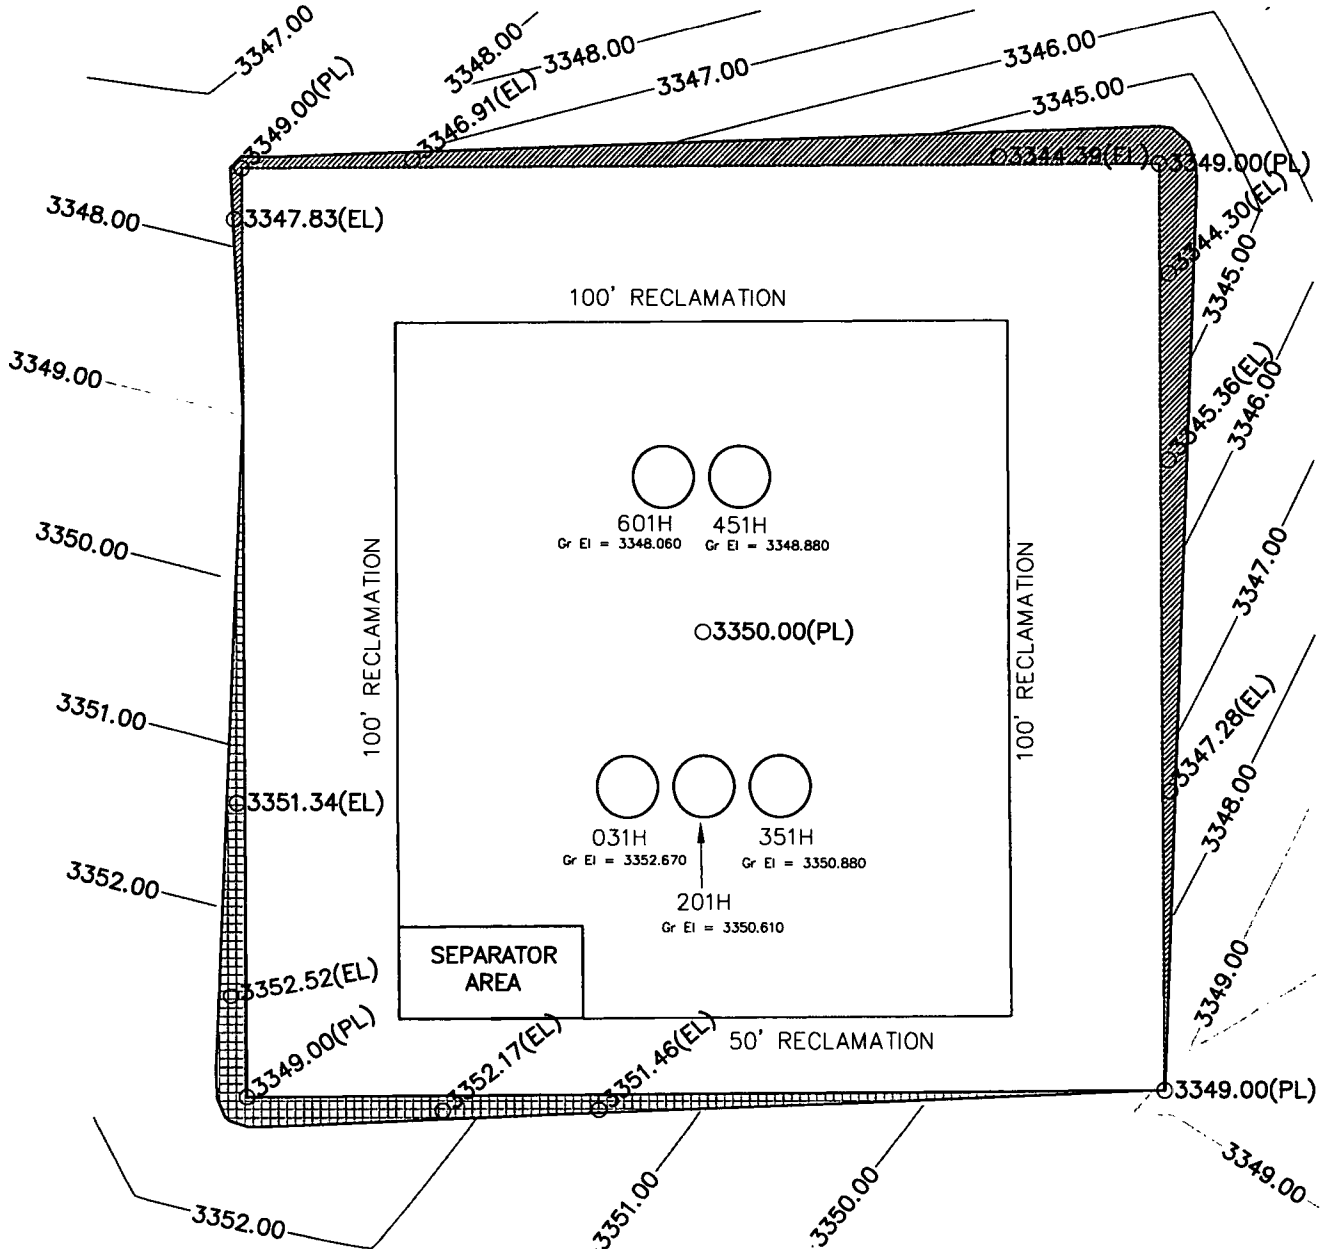 3347.00
3348.00
3348.00
3347.00
3346.00
3345.00
3349.00(PL)
3346.91(EL)
3344.39(EL)
3349.00(PL)
3348.00
3347.83(EL)
3344.30(EL)
3345.00
100' RECLAMATION
3349.00
3345.36(EL)
3346.00
601H
Gr El = 3348.060
451H
Gr El = 3348.880
3350.00
100' RECLAMATION
3350.00(PL)
100' RECLAMATION
3347.00
3351.00
3347.28(EL)
3351.34(EL)
3348.00
031H
Gr El = 3352.670
351H
Gr El = 3350.880
3352.00
201H
Gr El = 3350.610
SEPARATOR
AREA
3352.52(EL)
3349.00
3349.00(PL)
3352.17(EL)
3351.46(EL)
50' RECLAMATION
3349.00(PL)
3352.00
3351.00
3350.00
3349.00